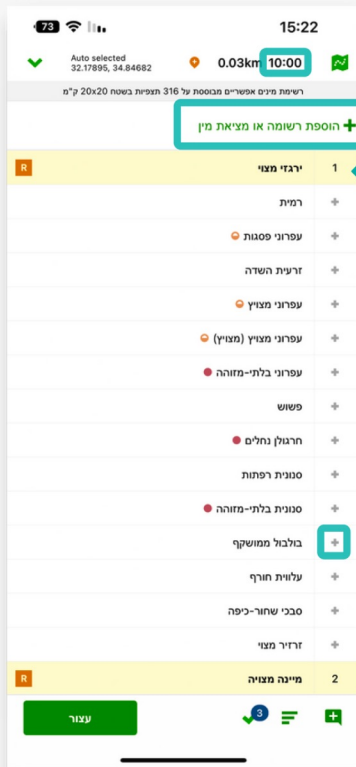 73 15:22
Auto selected 0.03km 10:00
32.17895, 34.84682
רשימת מינים אפשריים מבוססת על 316 תצפיות בשטח 20x20 ק"מ
+ הוספת רשומה או מציאת מין
1 ירגזי מצוי R
+ רמית
+ עפרוני פסגות
+ זרעית השדה
+ עפרוני מצויץ
+ עפרוני מצויץ (מצויץ)
+ עפרוני בלתי-מזוהה
+ פשוש
+ חרגולן נחלים
+ סנונית רפתות
+ סנונית בלתי-מזוהה
+ בולבול ממושקף
+ עלווית חורף
+ סבכי שחור-כיפה
+ זרזיר מצוי
2 מיינה מצויה R
3 עצור